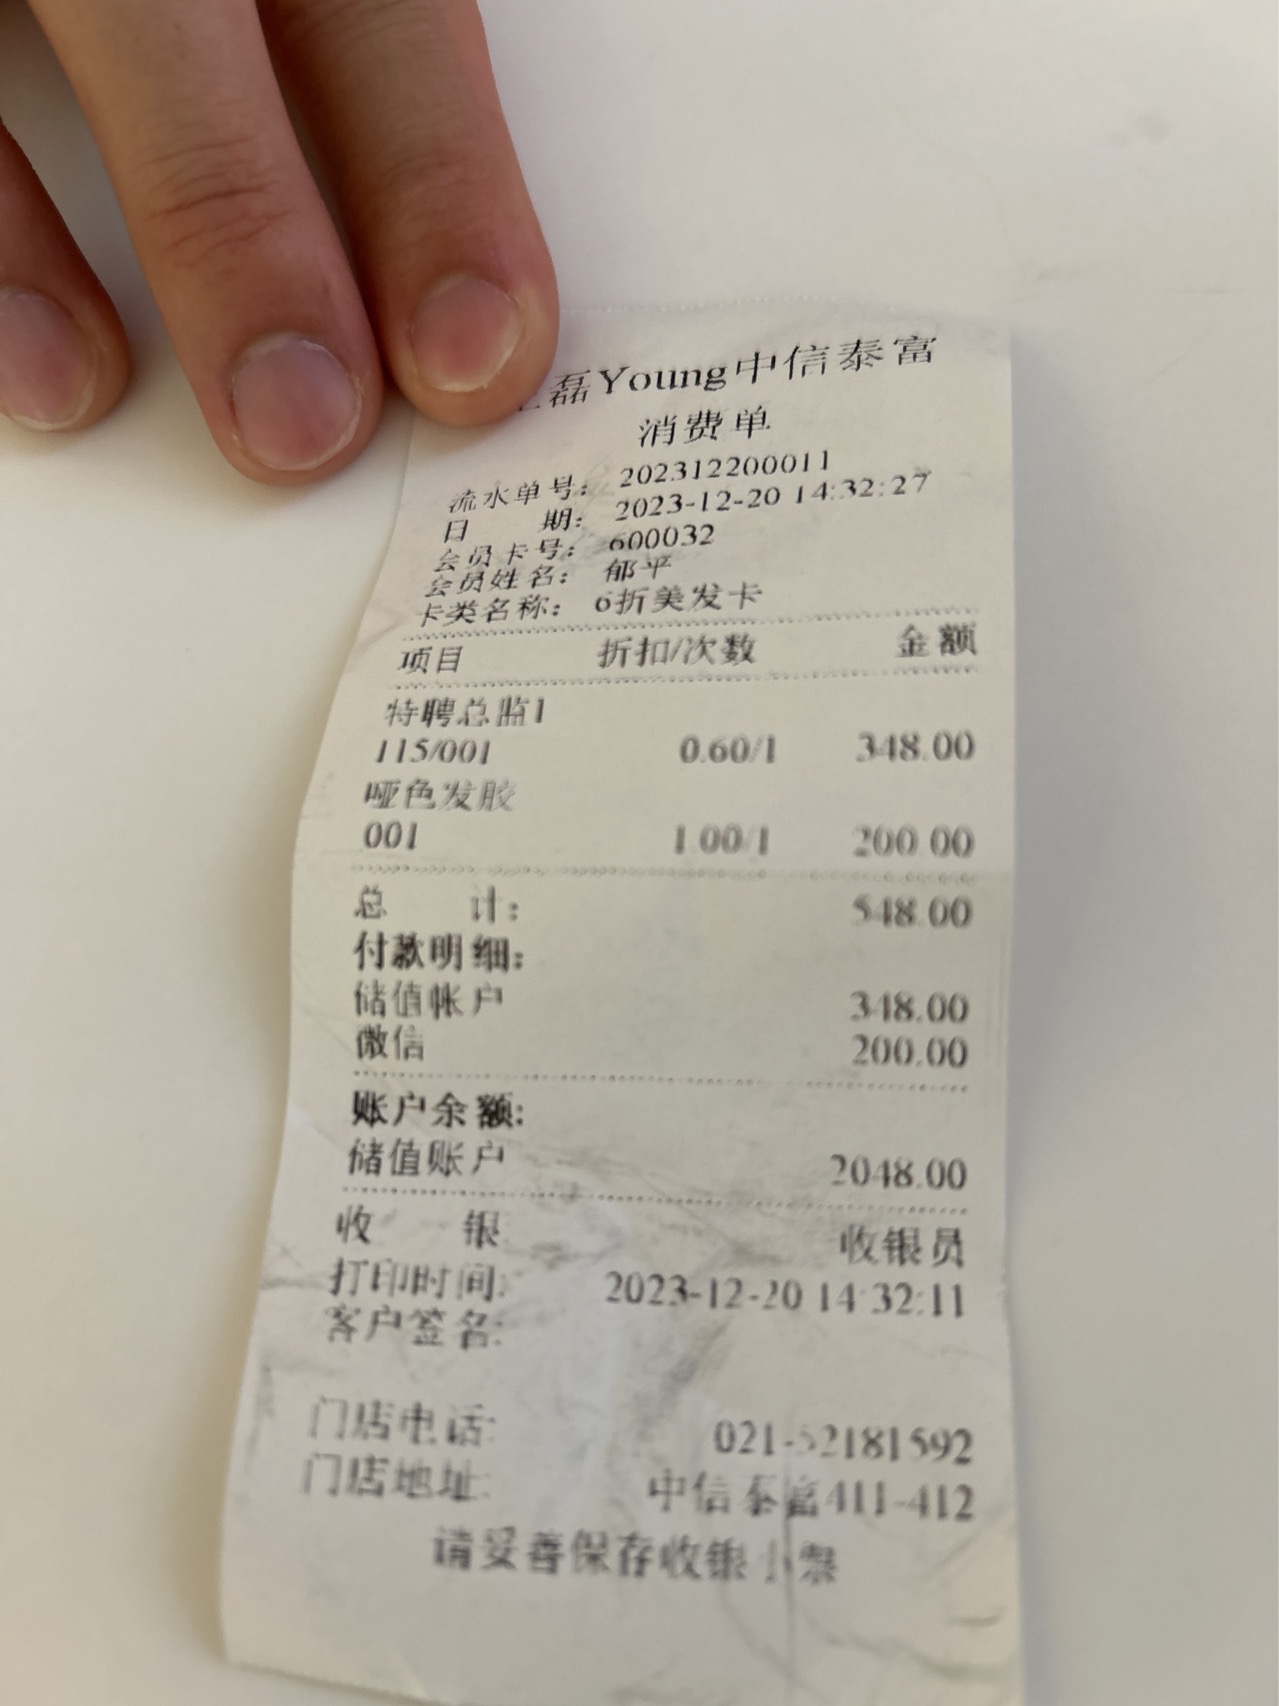 磊Young中信泰富
消费单
流水单号： 202312200011
日 期： 2023-12-20 14:32:27
会员卡号： 600032
会员姓名： 郁平
卡类名称： 6折美发卡
项目 折扣/次数 金额
特聘总监1
115/001 0.60/1 348.00
哑色发胶
001 1.00/1 200.00
总 计： 548.00
付款明细：
储值帐户 348.00
微信 200.00
账户余额：
储值账户 2048.00
收 银 收银员
打印时间： 2023-12-20 14:32:11
客户签名：
门店电话： 021-52181592
门店地址： 中信泰富411-412
请妥善保存收银小票